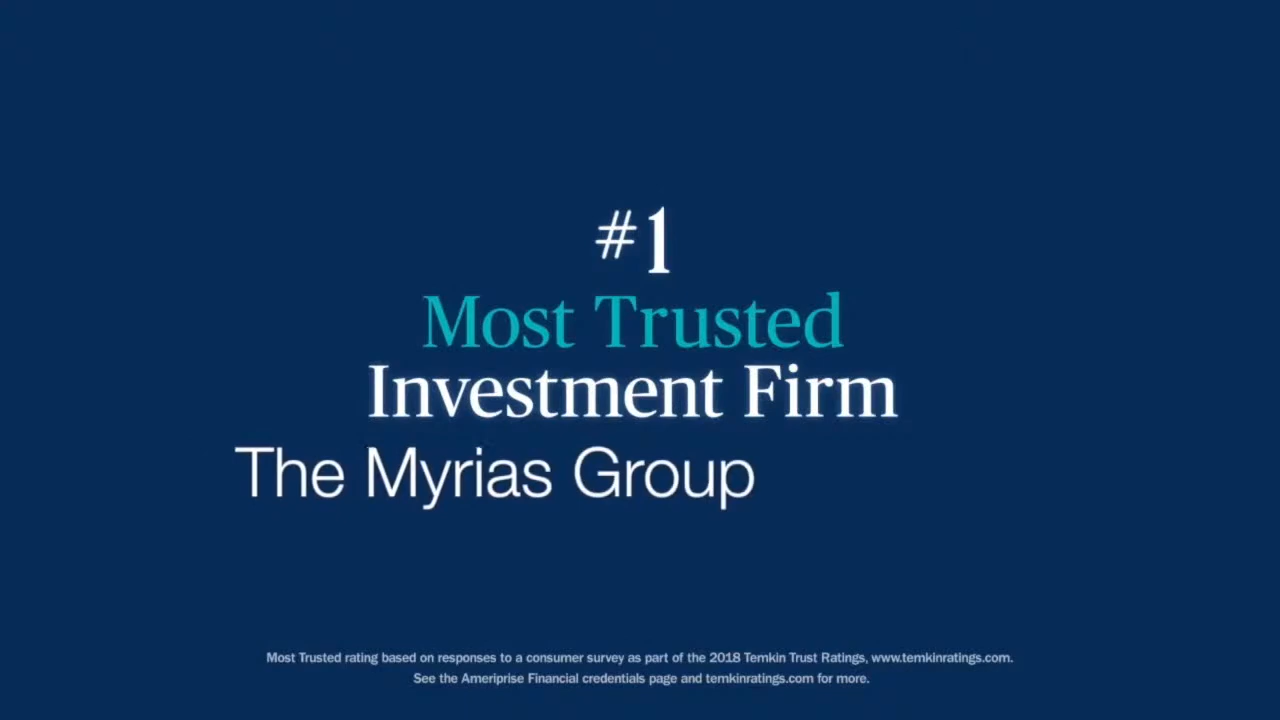 #1
Most Trusted
Investment Firm
The Myrias Group
Most Trusted rating based on responses to a consumer survey as part of the 2018 Temkin Trust Ratings, www.temkinratings.com.
See the Ameriprise Financial credentials page and temkinratings.com for more.